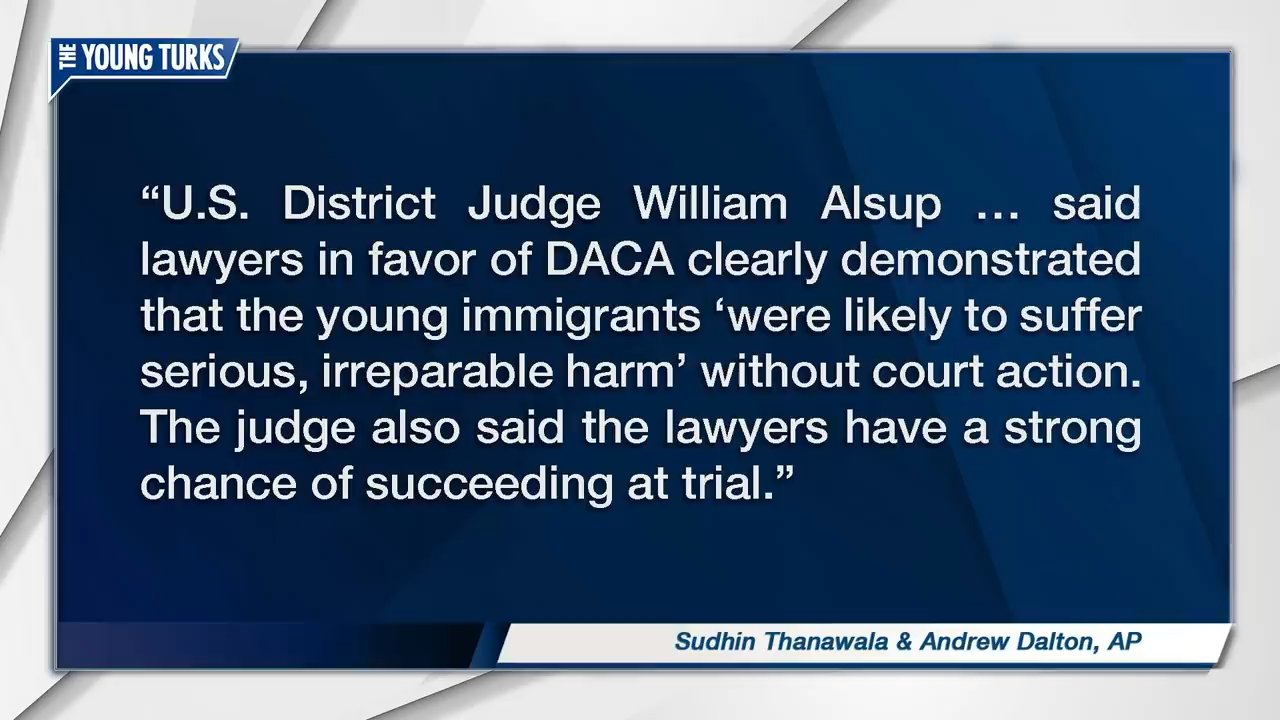 THE YOUNG TURKS
“U.S. District Judge William Alsup … said
lawyers in favor of DACA clearly demonstrated
that the young immigrants ‘were likely to suffer
serious, irreparable harm’ without court action.
The judge also said the lawyers have a strong
chance of succeeding at trial.”
Sudhin Thanawala & Andrew Dalton, AP